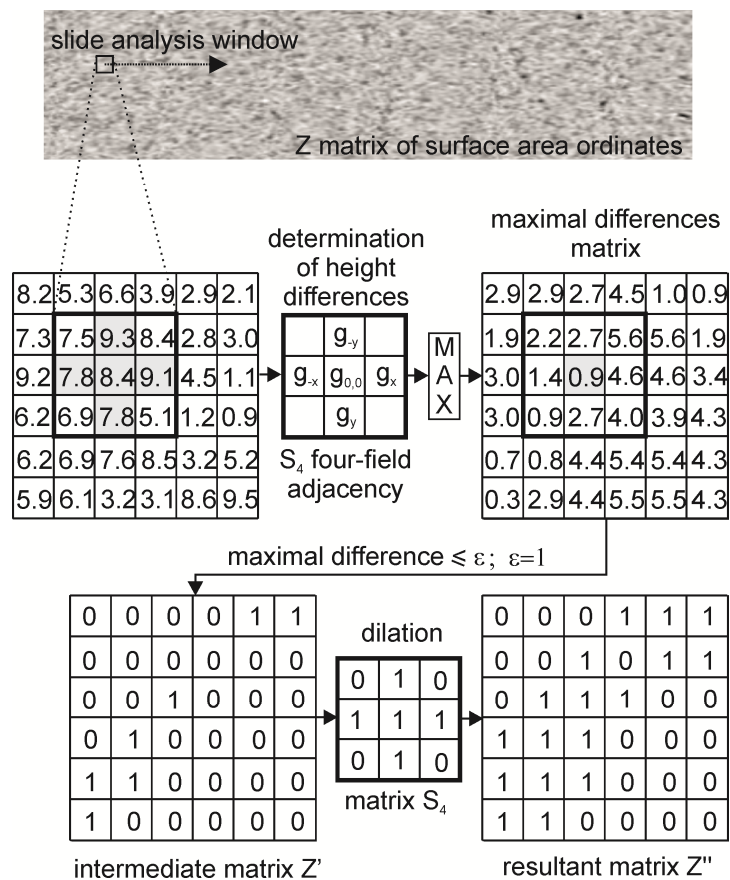 slide analysis window
Z matrix of surface area ordinates
determination
of height
differences
maximal differences
matrix
8.2 5.3 6.6 3.9 2.9 2.1
7.3 7.5 9.3 8.4 2.8 3.0
9.2 7.8 8.4 9.1 4.5 1.1
6.2 6.9 7.8 5.1 1.2 0.9
6.2 6.9 7.6 8.5 3.2 5.2
5.9 6.1 3.2 3.1 8.6 9.5
g-y
g-x g0,0 gx
gy
S4 four-field
adjacency
M
A
X
2.9 2.9 2.7 4.5 1.0 0.9
1.9 2.2 2.7 5.6 5.6 1.9
3.0 1.4 0.9 4.6 4.6 3.4
3.0 0.9 2.7 4.0 3.9 4.3
0.7 0.8 4.4 5.4 5.4 4.3
0.3 2.9 4.4 5.5 5.5 4.3
maximal difference ⩽ ε; ε=1
0 0 0 0 1 1
0 0 0 0 0 0
0 0 1 0 0 0
0 1 0 0 0 0
1 1 0 0 0 0
1 0 0 0 0 0
intermediate matrix Z'
dilation
0 1 0
1 1 1
0 1 0
matrix S4
0 0 0 1 1 1
0 0 1 0 1 1
0 1 1 1 0 0
1 1 1 0 0 0
1 1 1 0 0 0
1 1 0 0 0 0
resultant matrix Z"